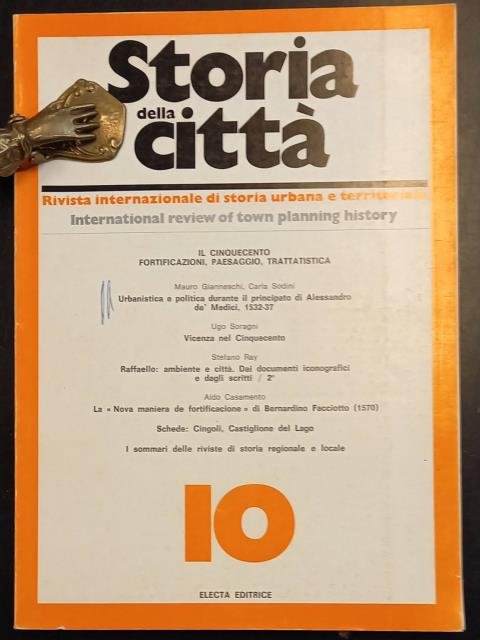 Storia
della
città
Rivista internazionale di storia urbana e territoriale
International review of town planning history
IL CINQUECENTO
FORTIFICAZIONI, PAESAGGIO, TRATTATISTICA
Mauro Gianneschi, Carla Sodini
Urbanistica e politica durante il principato di Alessandro
de' Medici, 1532-37
Ugo Soragni
Vicenza nel Cinquecento
Stefano Ray
Raffaello: ambiente e città. Dai documenti iconografici
e dagli scritti / 2°
Aldo Casamento
La « Nova maniera de fortificacione » di Bernardino Facciotto (1570)
Schede: Cingoli, Castiglione del Lago
I sommari delle riviste di storia regionale e locale
10
ELECTA EDITRICE